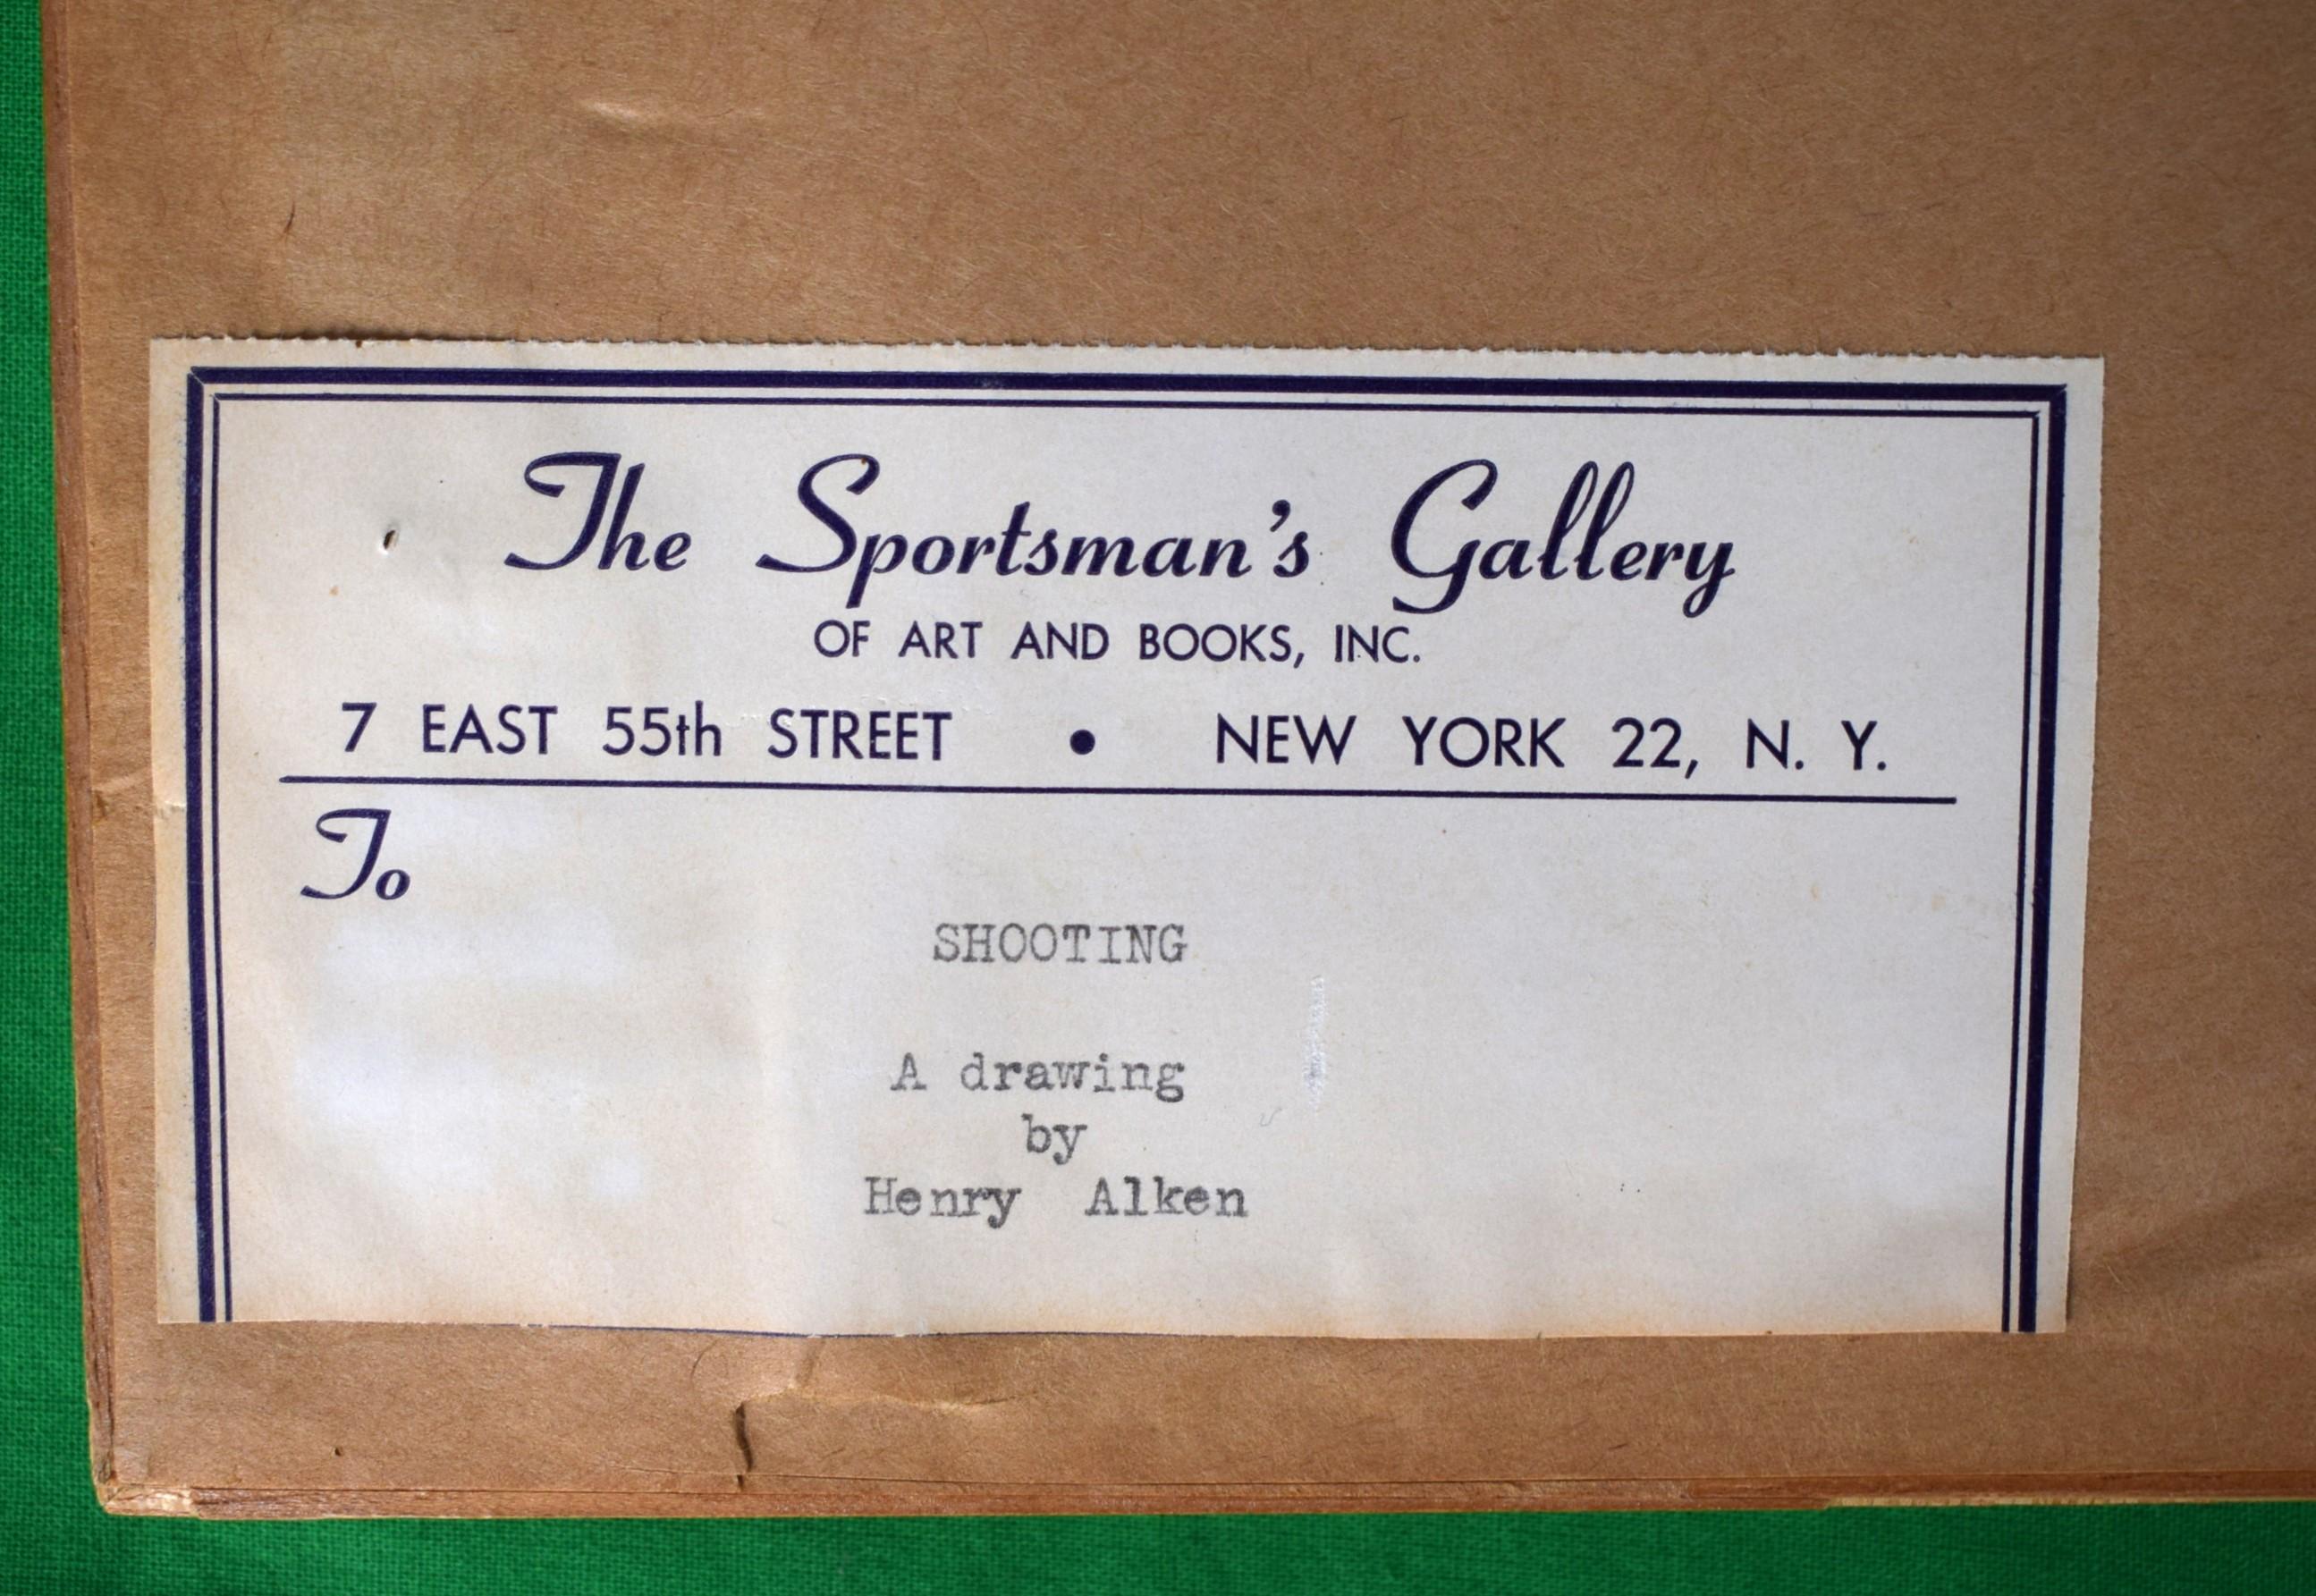 The Sportsman's Gallery
OF ART AND BOOKS, INC.
7 EAST 55th STREET • NEW YORK 22, N. Y.
To
SHOOTING
A drawing
by
Henry Alken